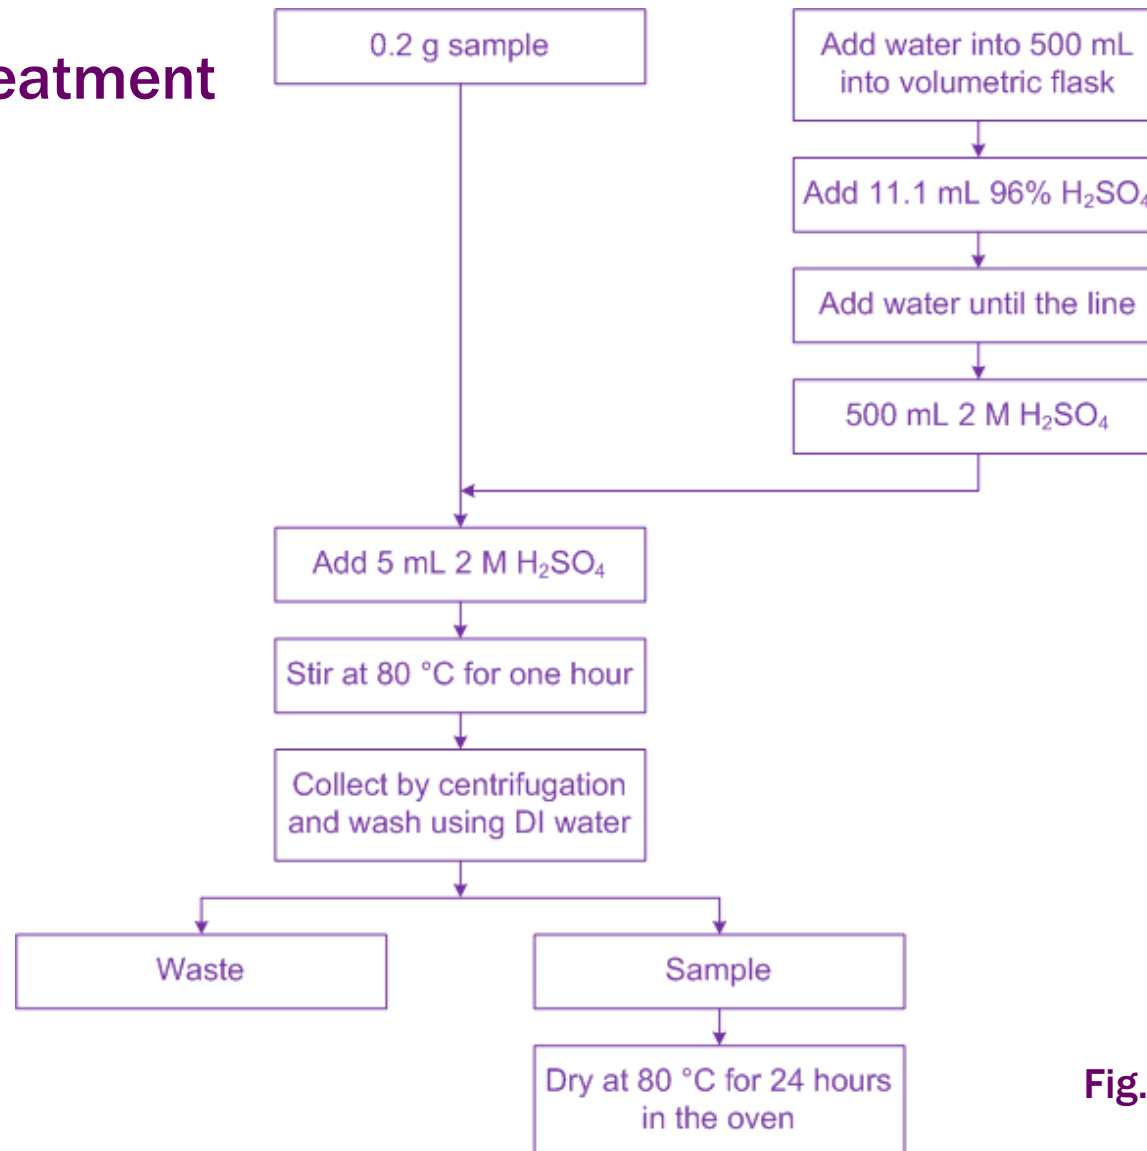 eatment
0.2 g sample
Add water into 500 mL
into volumetric flask
Add 11.1 mL 96% H₂SO₄
Add water until the line
500 mL 2 M H₂SO₄
Add 5 mL 2 M H₂SO₄
Stir at 80 °C for one hour
Collect by centrifugation
and wash using DI water
Waste
Sample
Dry at 80 °C for 24 hours
in the oven
Fig.